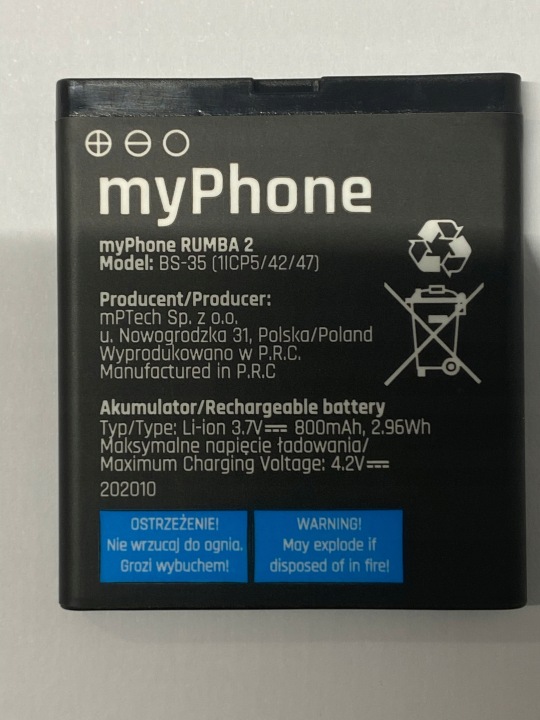 myPhone
myPhone RUMBA 2
Model: BS-35 (1ICP5/42/47)
Producent/Producer:
mPTech Sp. z o.o.
u. Nowogrodzka 31, Polska/Poland
Wyprodukowano w P.R.C.
Manufactured in P.R.C
Akumulator/Rechargeable battery
Typ/Type: Li-ion 3.7V⎓ 800mAh, 2.96Wh
Maksymalne napięcie ładowania/
Maximum Charging Voltage: 4.2V⎓
202010
OSTRZEŻENIE!
Nie wrzucaj do ognia.
Grozi wybuchem!
WARNING!
May explode if
disposed of in fire!